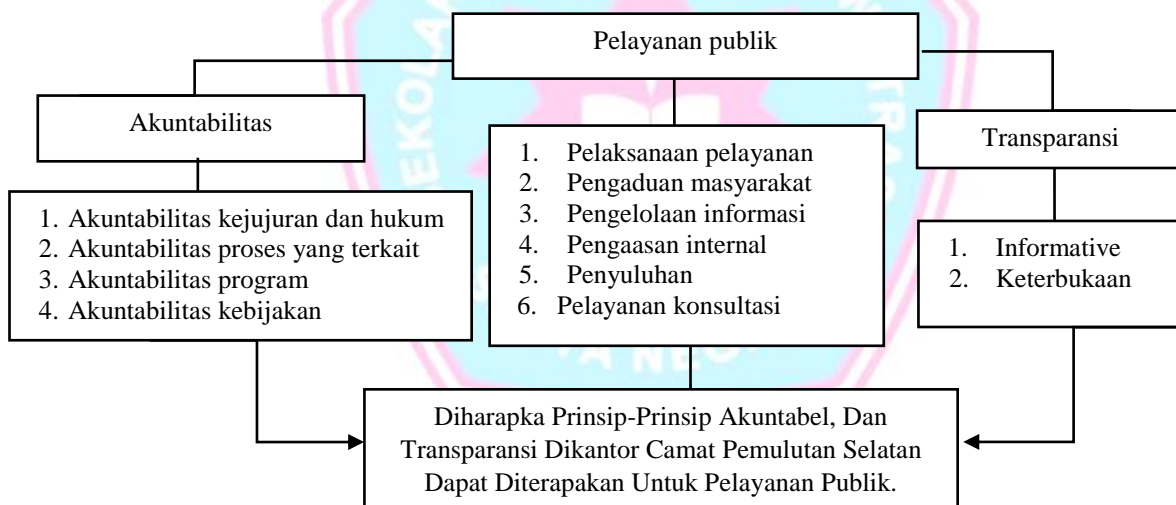 Pelayanan publik
Akuntabilitas
Transparansi
1. Akuntabilitas kejujuran dan hukum
2. Akuntabilitas proses yang terkait
3. Akuntabilitas program
4. Akuntabilitas kebijakan
1. Pelaksanaan pelayanan
2. Pengaduan masyarakat
3. Pengelolaan informasi
4. Pengaasan internal
5. Penyuluhan
6. Pelayanan konsultasi
1. Informative
2. Keterbukaan
Diharapka Prinsip-Prinsip Akuntabel, Dan
Transparansi Dikantor Camat Pemulutan Selatan
Dapat Diterapakan Untuk Pelayanan Publik.